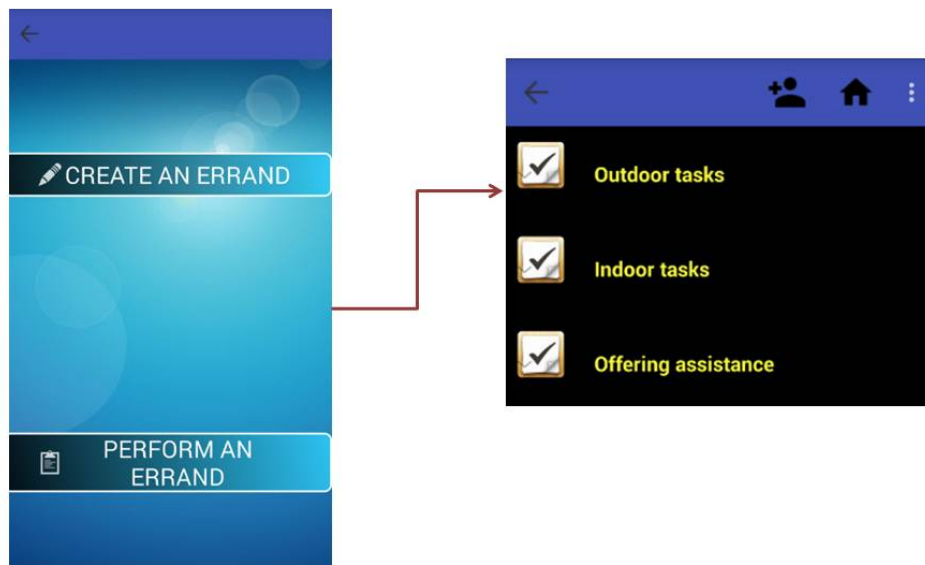 CREATE AN ERRAND
PERFORM AN
ERRAND
Outdoor tasks
Indoor tasks
Offering assistance